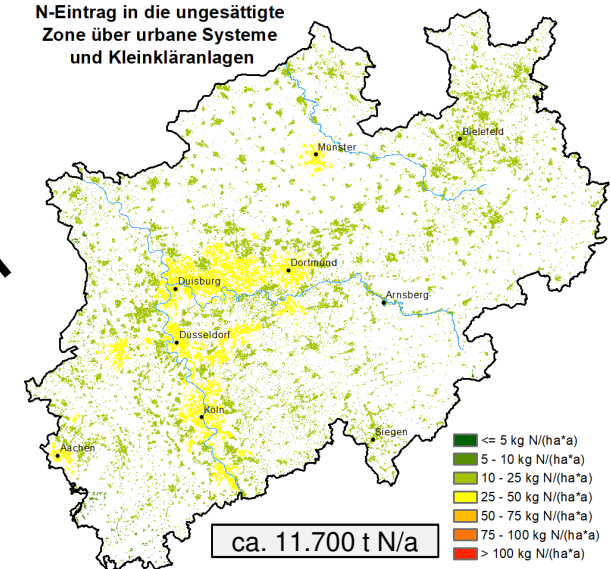 N-Eintrag in die ungesättigte
Zone über urbane Systeme
und Kleinkläranlagen
Bielefeld
Münster
Dortmund
Duisburg
Arnsberg
Düsseldorf
Köln
Siegen
Aachen
<= 5 kg N/(ha*a)
5 - 10 kg N/(ha*a)
10 - 25 kg N/(ha*a)
25 - 50 kg N/(ha*a)
50 - 75 kg N/(ha*a)
75 - 100 kg N/(ha*a)
> 100 kg N/(ha*a)
ca. 11.700 t N/a